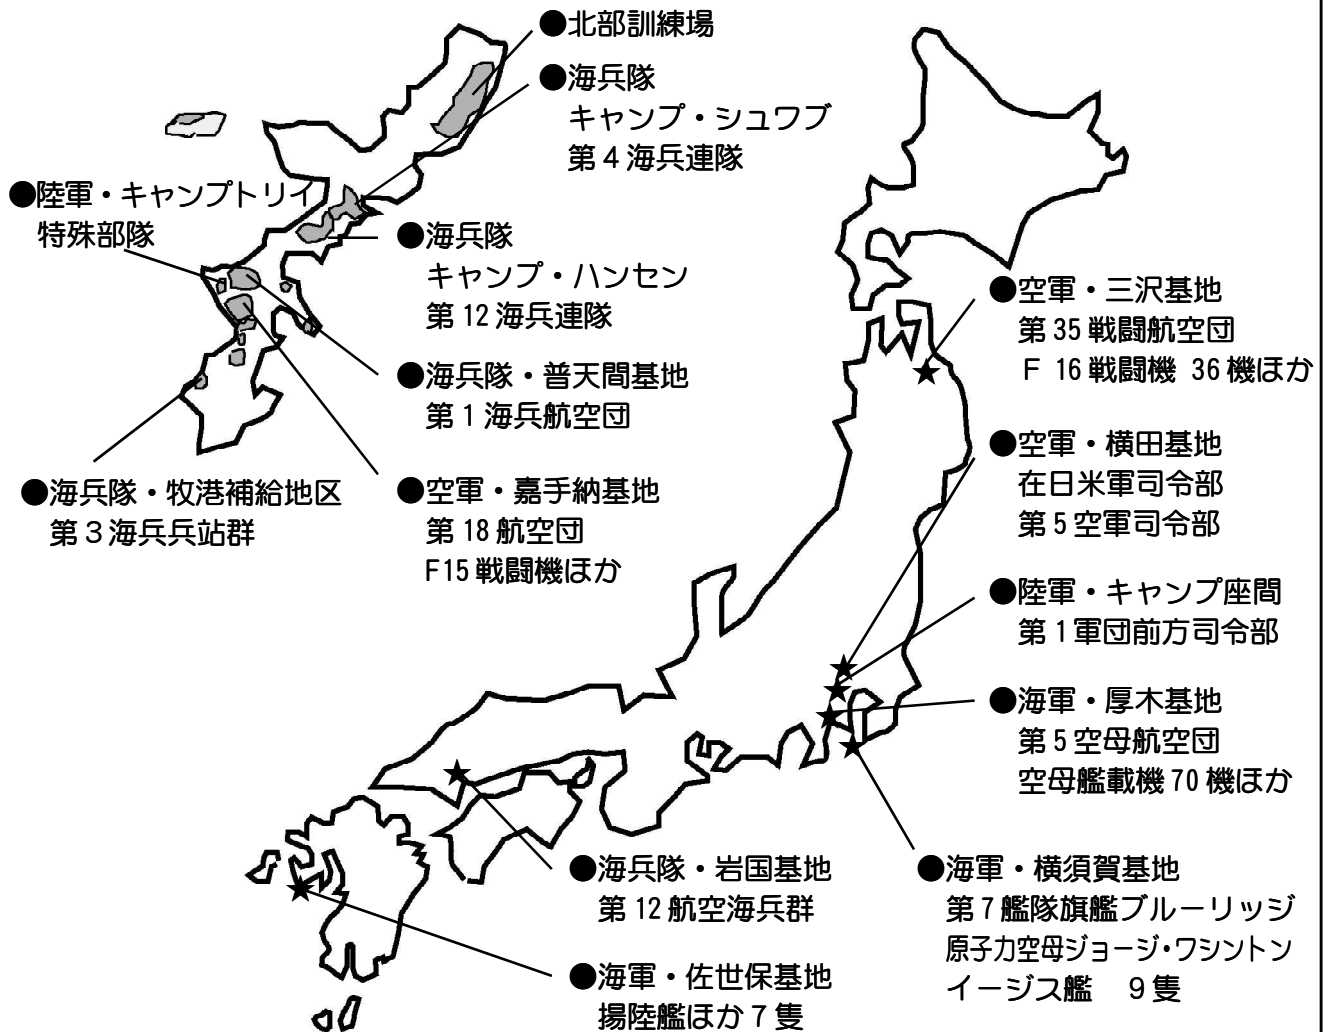 ●北部訓練場
●海兵隊
キャンプ・シュワブ
第4海兵連隊
●陸軍・キャンプトリイ
特殊部隊
●海兵隊
キャンプ・ハンセン
第12海兵連隊
●海兵隊・普天間基地
第1海兵航空団
●海兵隊・牧港補給地区
第3海兵兵站群
●空軍・嘉手納基地
第18航空団
F15戦闘機ほか
●空軍・三沢基地
第35戦闘航空団
F 16戦闘機 36機ほか
●空軍・横田基地
在日米軍司令部
第5空軍司令部
●陸軍・キャンプ座間
第1軍団前方司令部
●海軍・厚木基地
第5空母航空団
空母艦載機70機ほか
●海兵隊・岩国基地
第12航空海兵群
●海軍・横須賀基地
第7艦隊旗艦ブルーリッジ
原子力空母ジョージ・ワシントン
イージス艦 9隻
●海軍・佐世保基地
揚陸艦ほか7隻